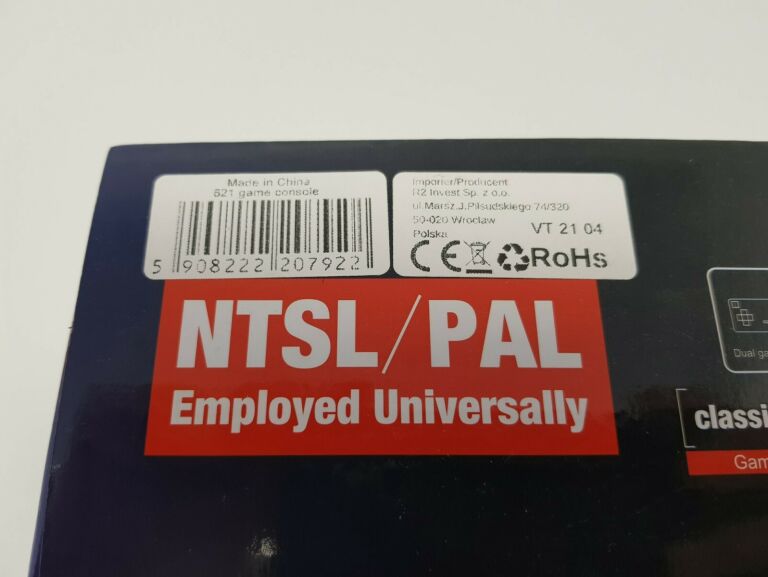 Made in China
621 game console
5 908222 207922
Importer/Producent
R2 Invest Sp. z o.o.
ul.Marsz.J.Piłsudskiego 74/320
50-020 Wrocław
Polska
VT 21 04
CE RoHs
NTSL/PAL
Employed Universally
Dual ga
classi
Gam